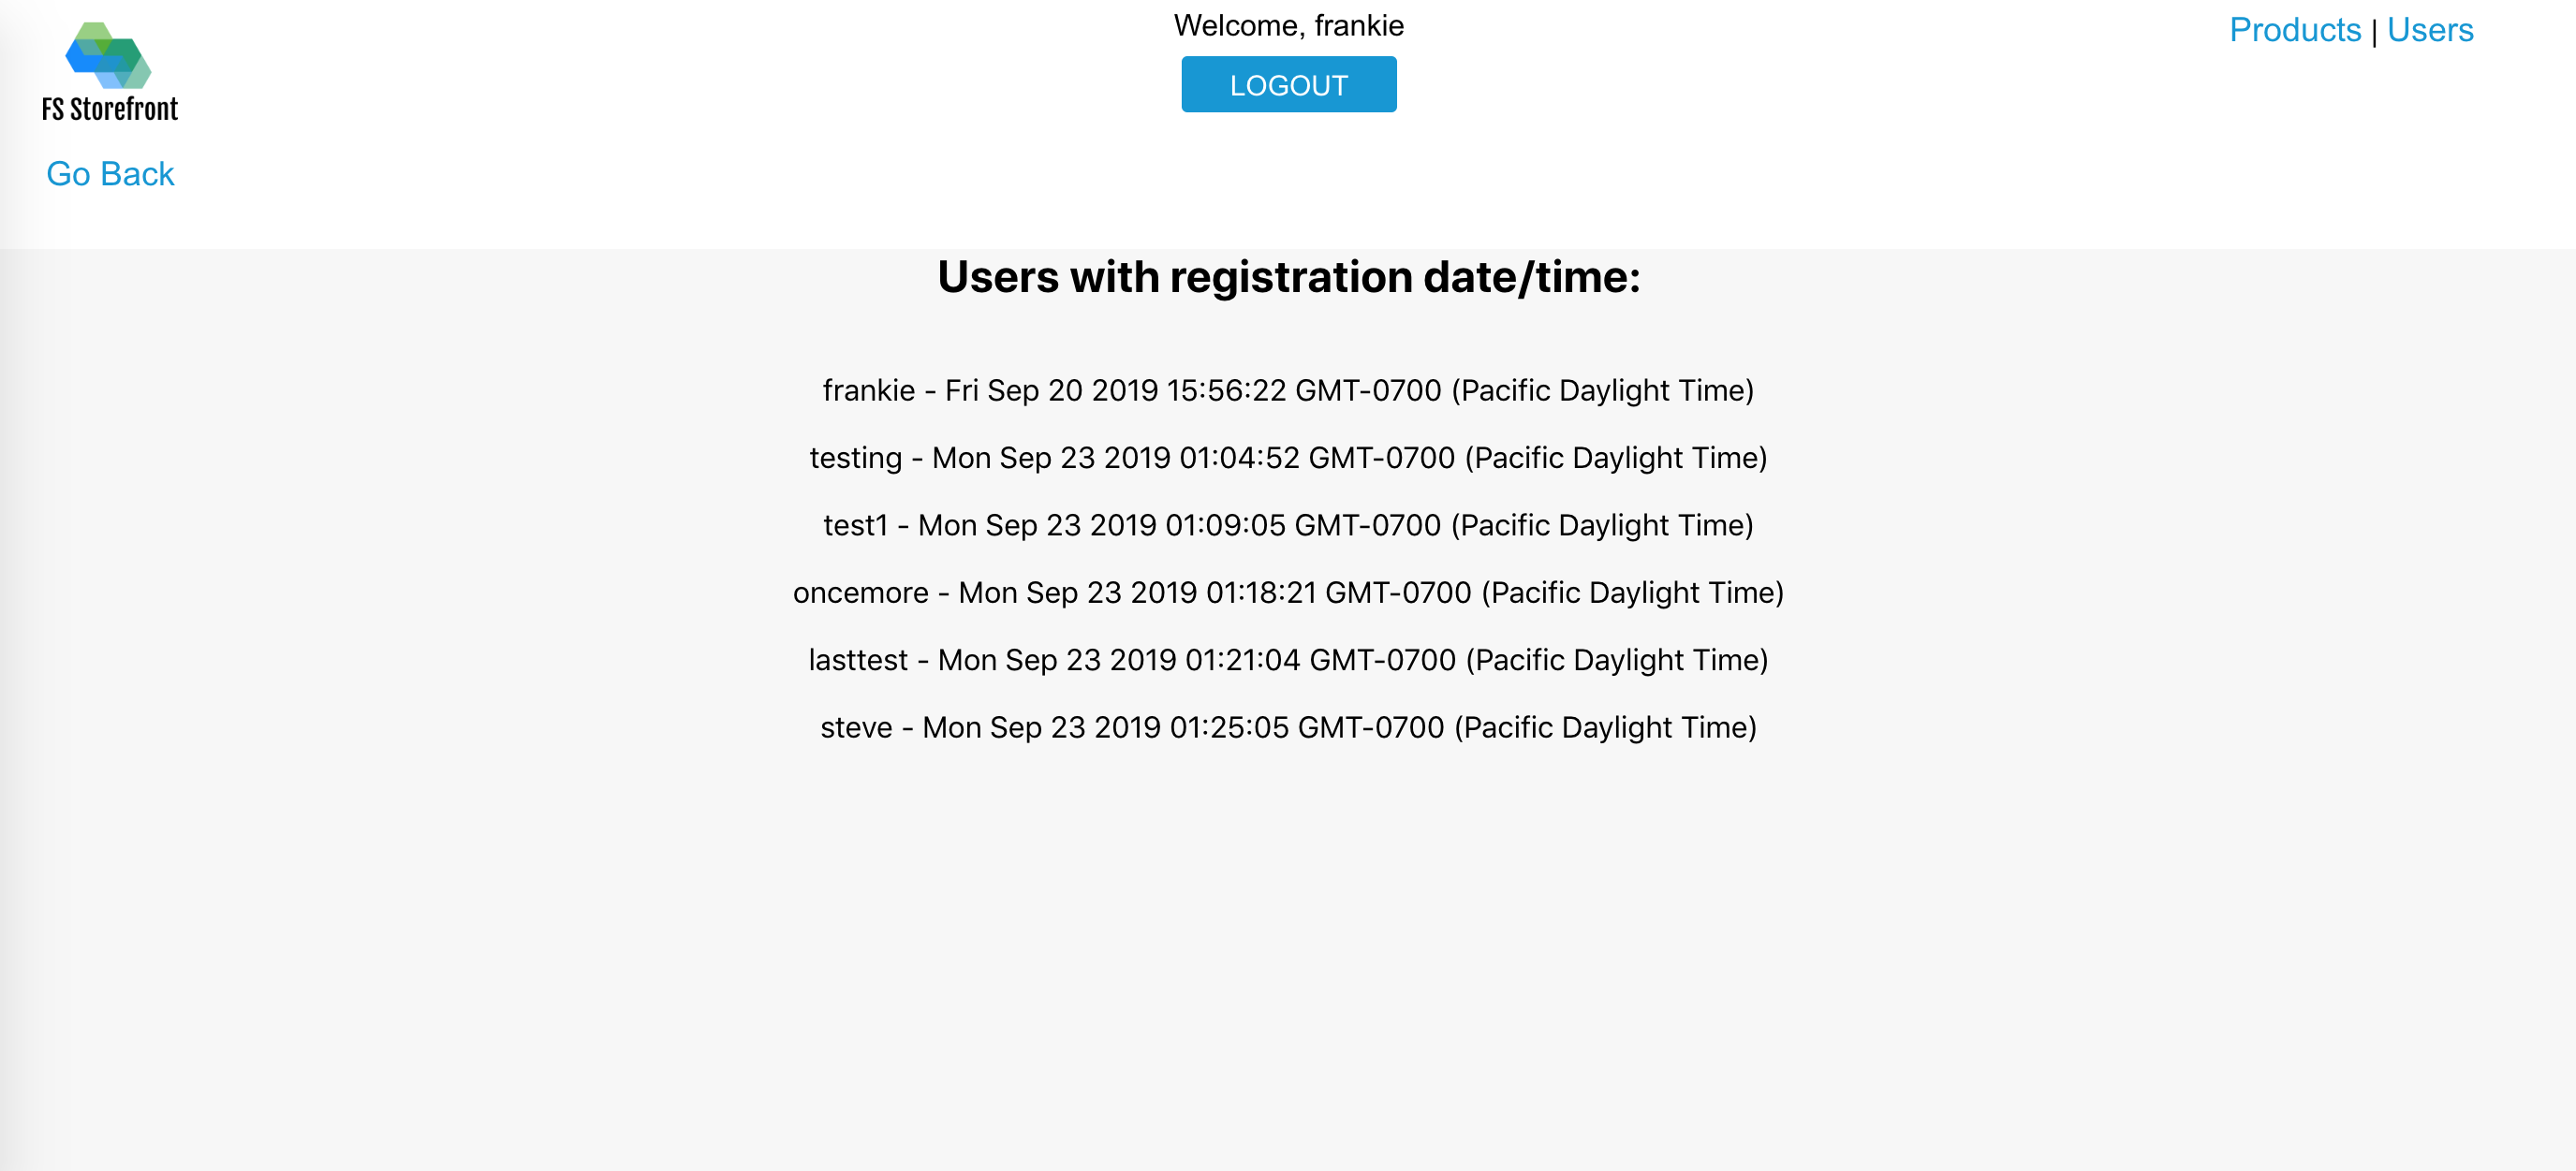 FS Storefront
Go Back
Welcome, frankie
LOGOUT
Products | Users
Users with registration date/time:
frankie - Fri Sep 20 2019 15:56:22 GMT-0700 (Pacific Daylight Time)
testing - Mon Sep 23 2019 01:04:52 GMT-0700 (Pacific Daylight Time)
test1 - Mon Sep 23 2019 01:09:05 GMT-0700 (Pacific Daylight Time)
oncemore - Mon Sep 23 2019 01:18:21 GMT-0700 (Pacific Daylight Time)
lasttest - Mon Sep 23 2019 01:21:04 GMT-0700 (Pacific Daylight Time)
steve - Mon Sep 23 2019 01:25:05 GMT-0700 (Pacific Daylight Time)